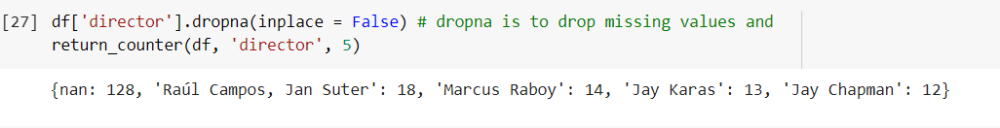 [27] df['director'].dropna(inplace = False) # dropna is to drop missing values and
return_counter(df, 'director', 5)
{nan: 128, 'Raúl Campos, Jan Suter': 18, 'Marcus Raboy': 14, 'Jay Karas': 13, 'Jay Chapman': 12}